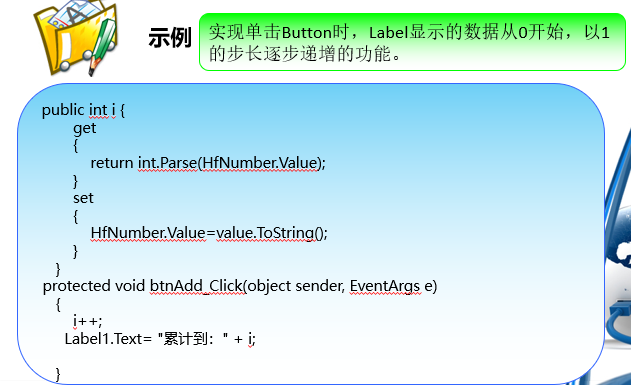 示例
实现单击Button时，Label显示的数据从0开始，以1
的步长逐步递增的功能。
public int i {
get
{
return int.Parse(HfNumber.Value);
}
set
{
HfNumber.Value=value.ToString();
}
}
protected void btnAdd_Click(object sender, EventArgs e)
{
i++;
Label1.Text= "累计到：" + i;
}